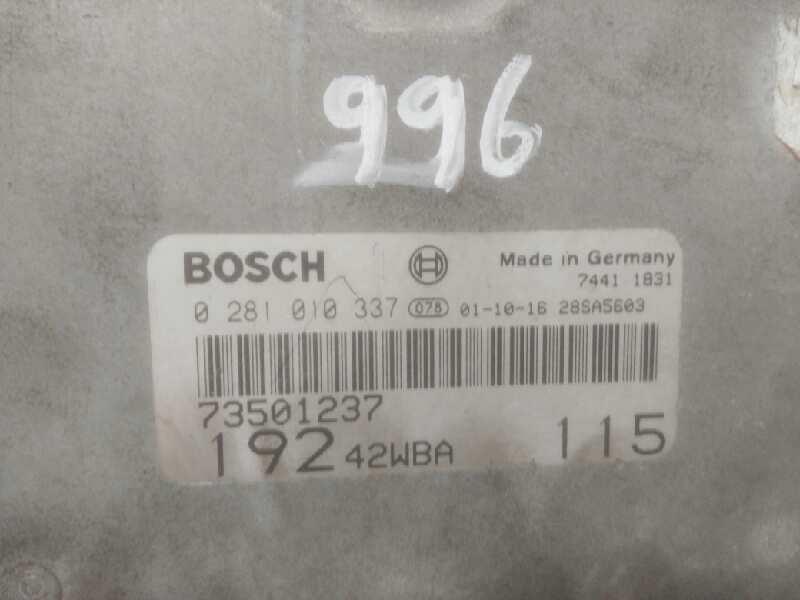 996
BOSCH Made in Germany
7441 1831
0 281 010 337 078 01-10-16 28SA5603
73501237
192 42WBA 115